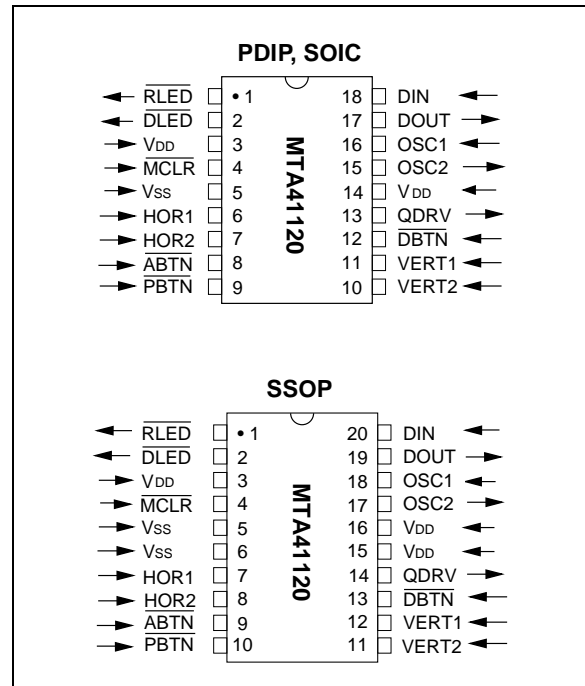 PDIP, SOIC
RLED • 1 18 DIN
DLED 2 17 DOUT
VDD 3 16 OSC1
MCLR 4 15 OSC2
VSS 5 14 VDD
HOR1 6 13 QDRV
HOR2 7 12 DBTN
ABTN 8 11 VERT1
PBTN 9 10 VERT2
MTA41120
SSOP
RLED • 1 20 DIN
DLED 2 19 DOUT
VDD 3 18 OSC1
MCLR 4 17 OSC2
VSS 5 16 VDD
VSS 6 15 VDD
HOR1 7 14 QDRV
HOR2 8 13 DBTN
ABTN 9 12 VERT1
PBTN 10 11 VERT2
MTA41120